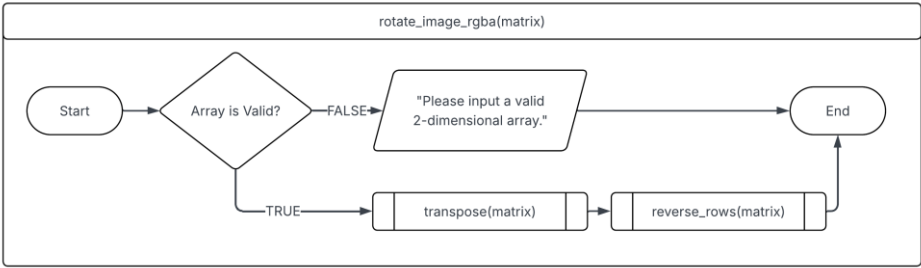 rotate_image_rgba(matrix)
Start
Array is Valid?
FALSE
"Please input a valid
2-dimensional array."
End
TRUE
transpose(matrix)
reverse_rows(matrix)